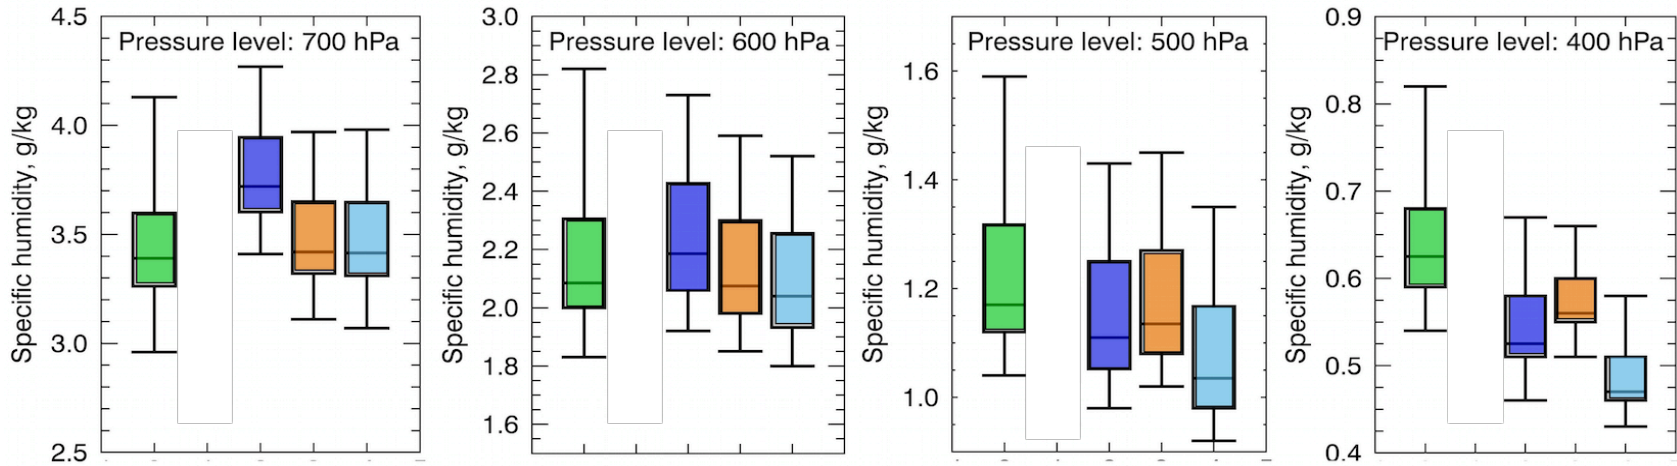 Pressure level: 700 hPa
Specific humidity, g/kg
4.5
4.0
3.5
3.0
2.5
Pressure level: 600 hPa
Specific humidity, g/kg
3.0
2.8
2.6
2.4
2.2
2.0
1.8
1.6
Pressure level: 500 hPa
Specific humidity, g/kg
1.6
1.4
1.2
1.0
Pressure level: 400 hPa
Specific humidity, g/kg
0.9
0.8
0.7
0.6
0.5
0.4